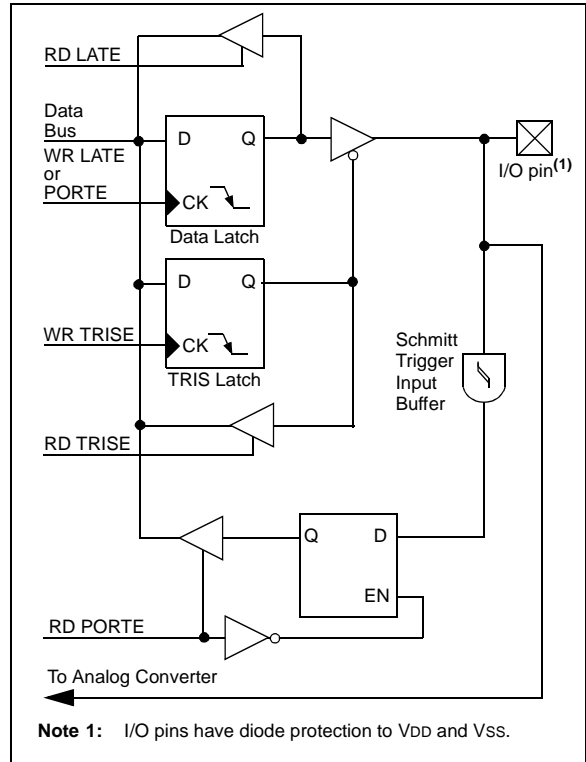 RD LATE
Data
Bus
WR LATE
or
PORTE
D Q
CK
Data Latch
I/O pin(1)
D Q
WR TRISE
CK
TRIS Latch
Schmitt
Trigger
Input
Buffer
RD TRISE
Q D
EN
RD PORTE
To Analog Converter
Note 1: I/O pins have diode protection to VDD and VSS.